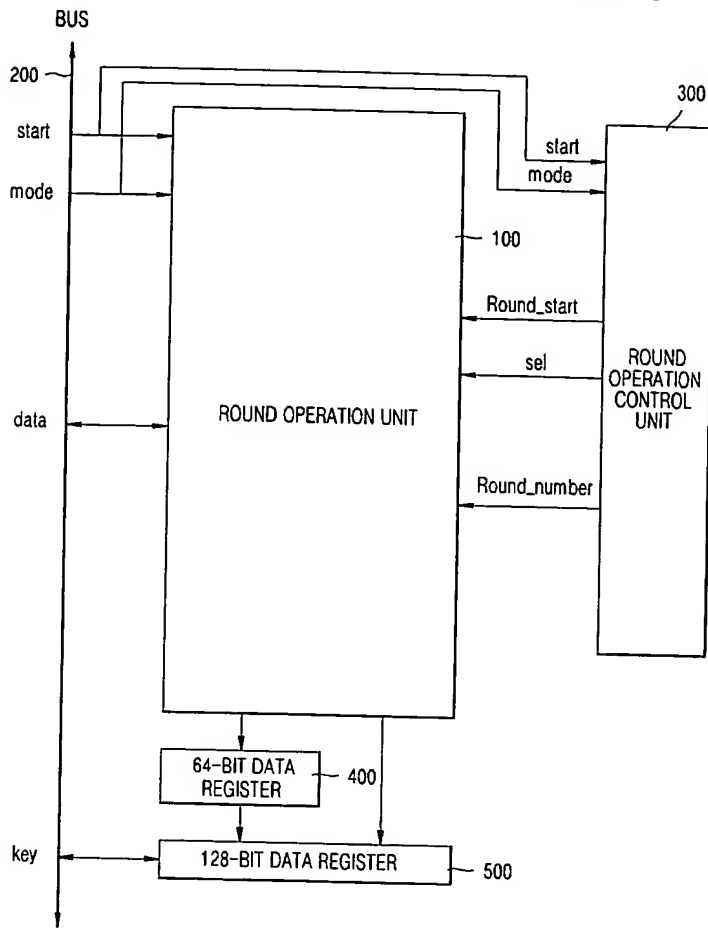 BUS
200
start
mode
300
start
mode
100
Round_start
sel
ROUND
OPERATION
CONTROL
UNIT
data
ROUND OPERATION UNIT
Round_number
64-BIT DATA
REGISTER
400
key
128-BIT DATA REGISTER
500